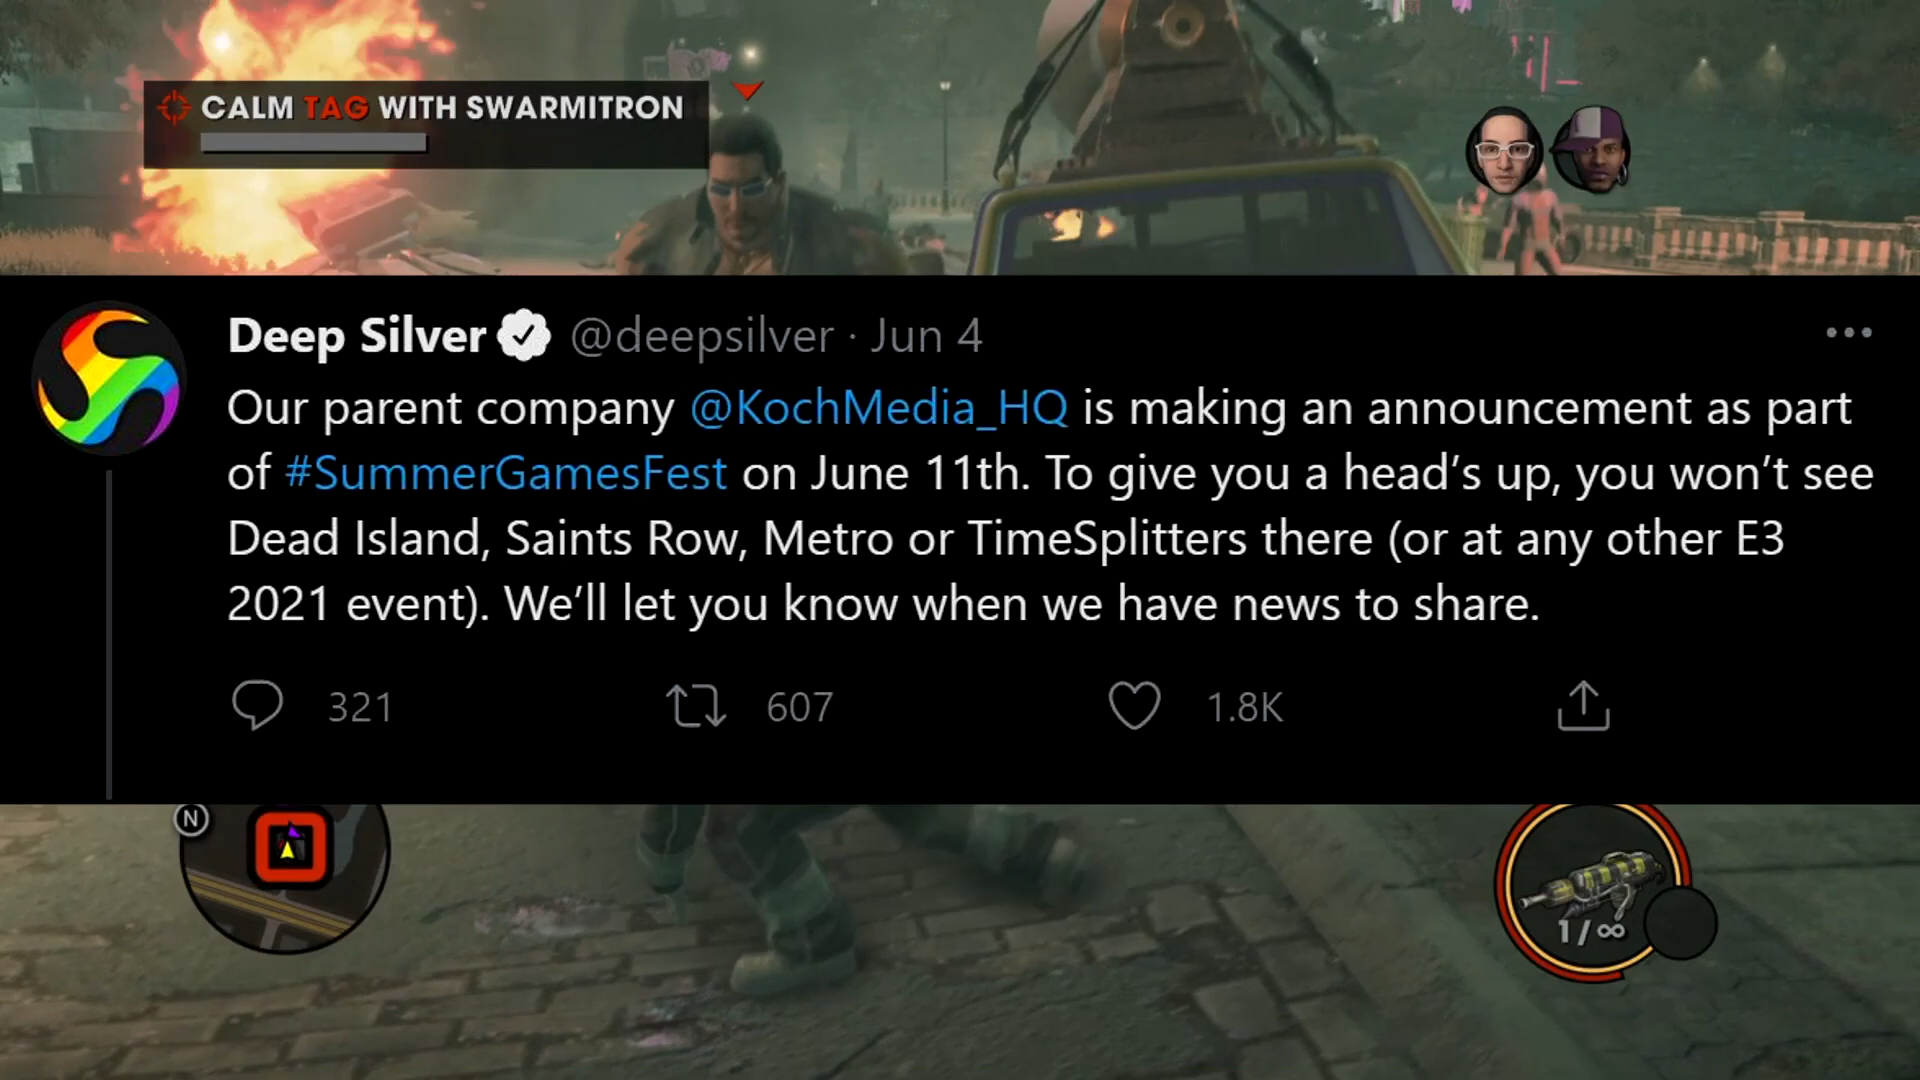 CALM TAG WITH SWARMITRON
Deep Silver @deepsilver · Jun 4
Our parent company @KochMedia_HQ is making an announcement as part
of #SummerGamesFest on June 11th. To give you a head’s up, you won’t see
Dead Island, Saints Row, Metro or TimeSplitters there (or at any other E3
2021 event). We’ll let you know when we have news to share.
321 607 1.8K
N
1/∞